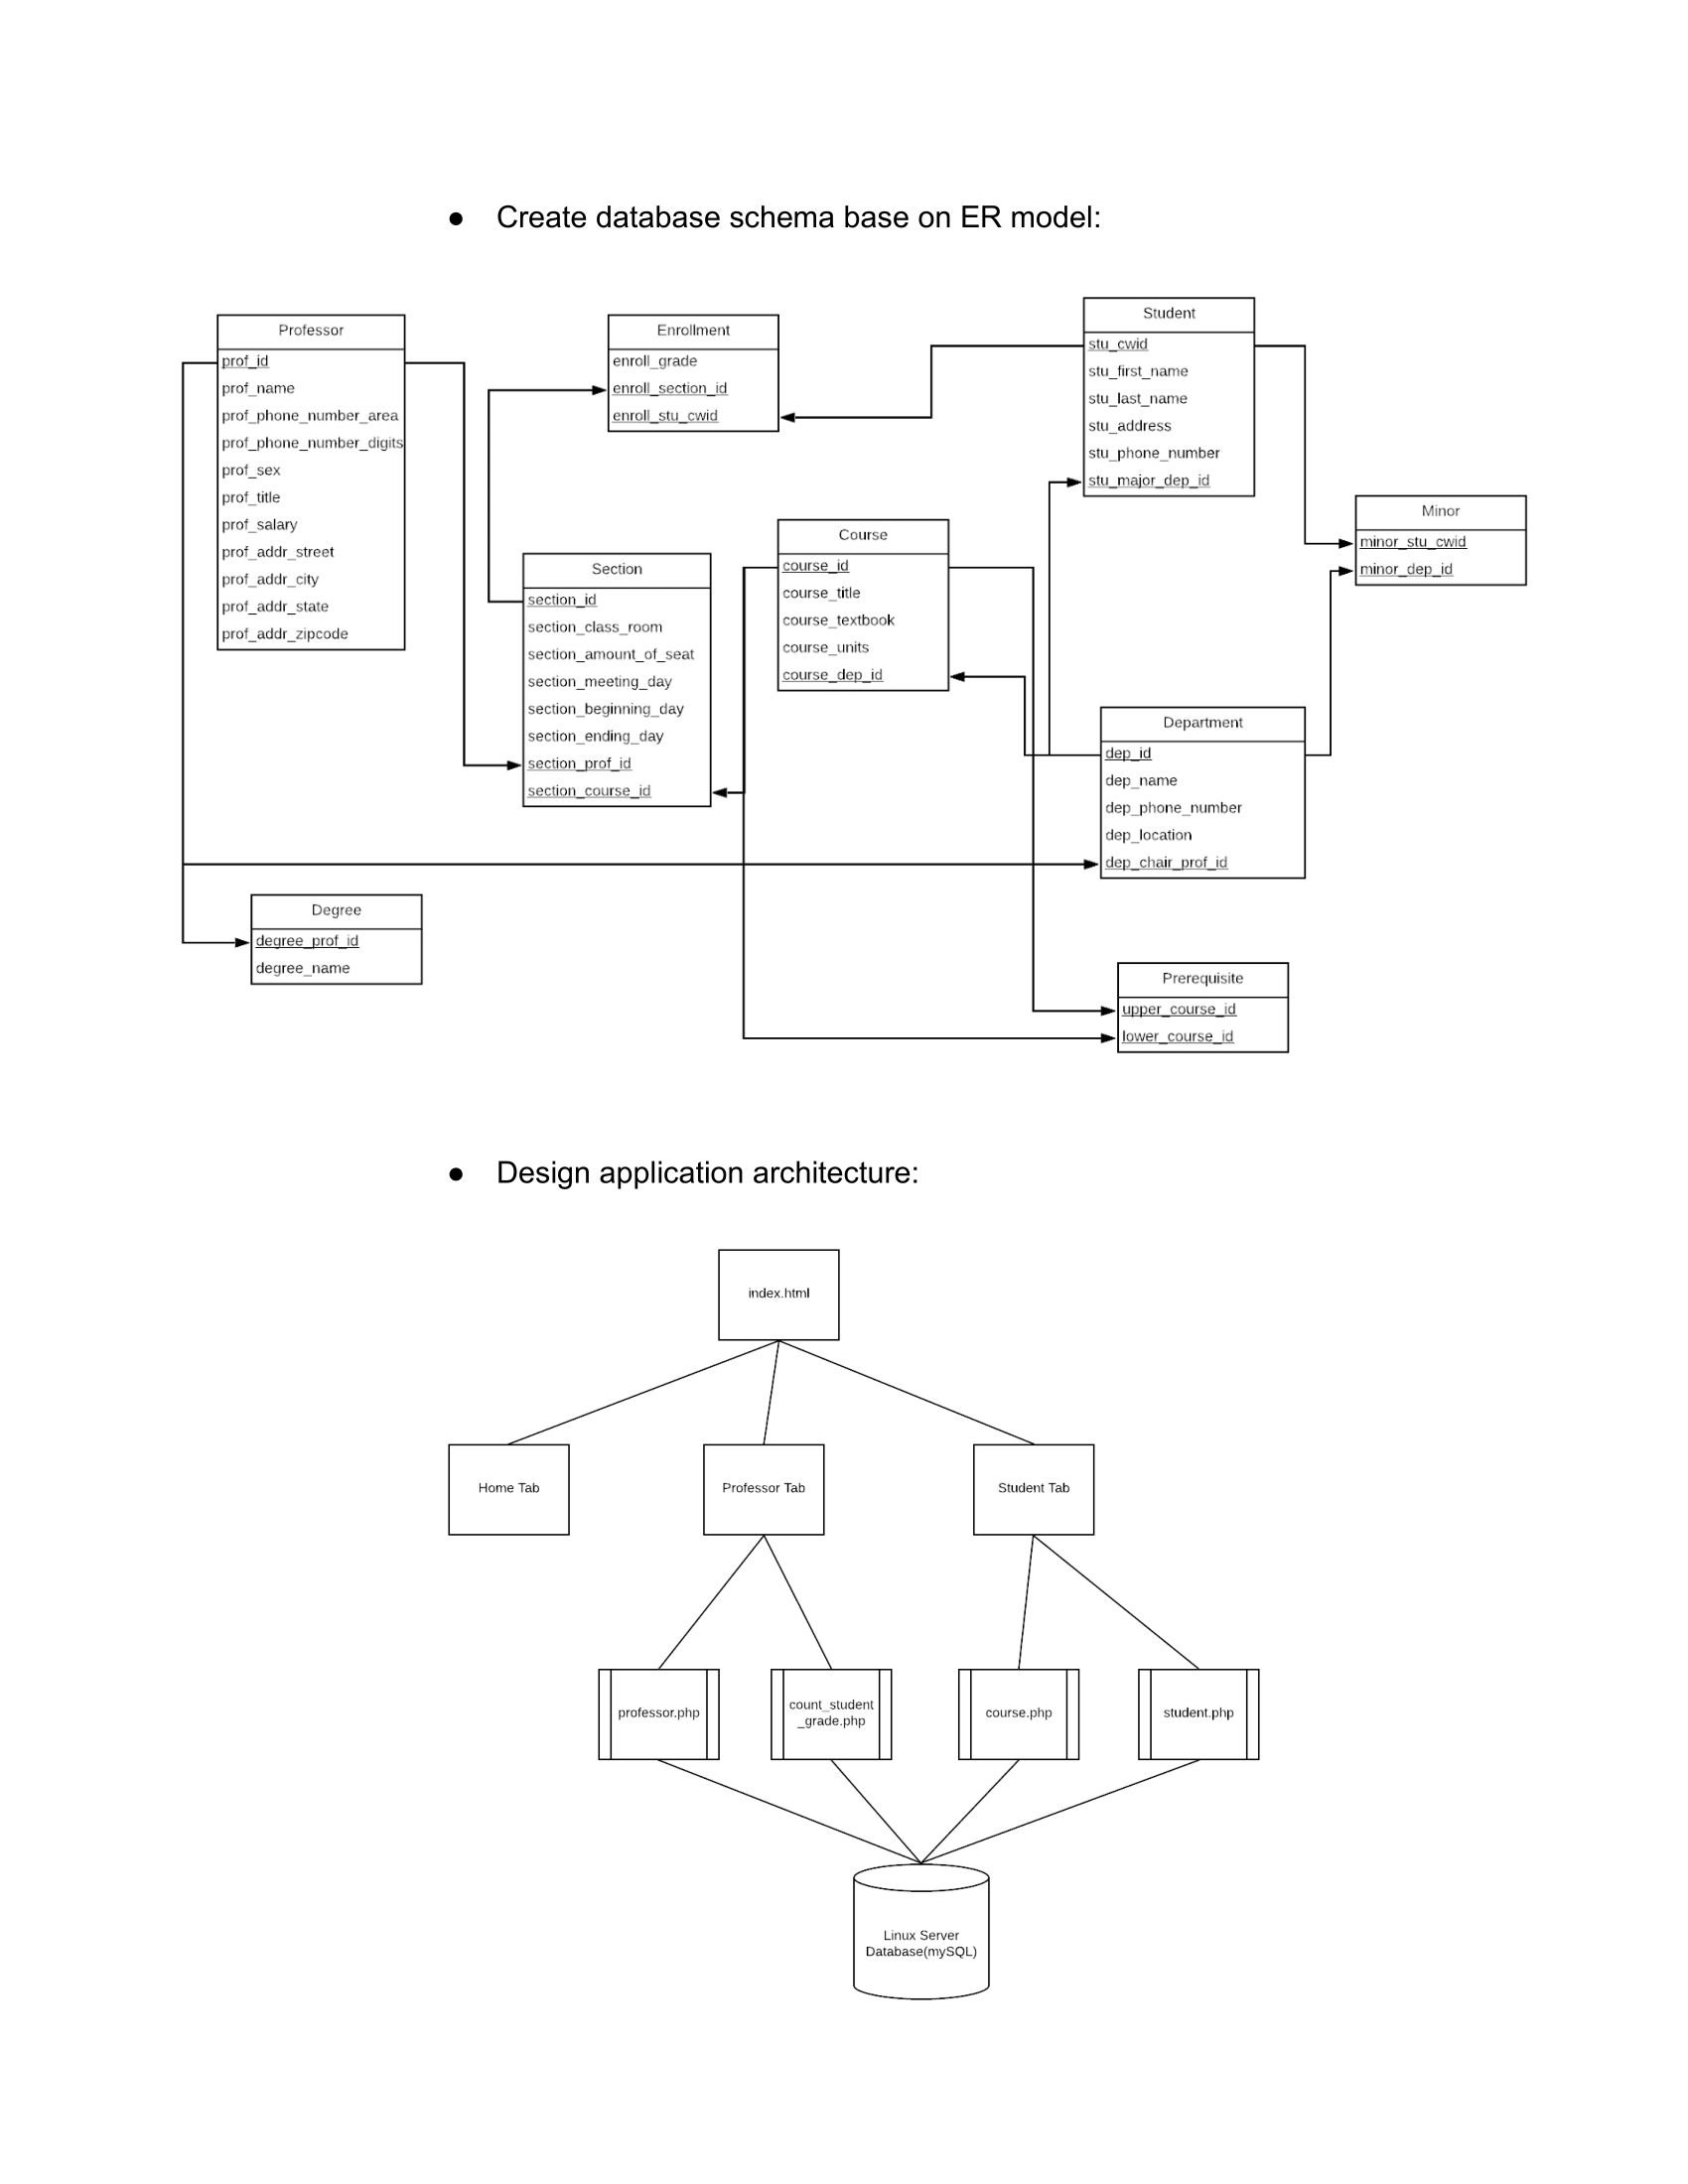 ● Create database schema base on ER model:
Professor
prof_id
prof_name
prof_phone_number_area
prof_phone_number_digits
prof_sex
prof_title
prof_salary
prof_addr_street
prof_addr_city
prof_addr_state
prof_addr_zipcode
Enrollment
enroll_grade
enroll_section_id
enroll_stu_cwid
Student
stu_cwid
stu_first_name
stu_last_name
stu_address
stu_phone_number
stu_major_dep_id
Minor
minor_stu_cwid
minor_dep_id
Section
section_id
section_class_room
section_amount_of_seat
section_meeting_day
section_beginning_day
section_ending_day
section_prof_id
section_course_id
Course
course_id
course_title
course_textbook
course_units
course_dep_id
Department
dep_id
dep_name
dep_phone_number
dep_location
dep_chair_prof_id
Degree
degree_prof_id
degree_name
Prerequisite
upper_course_id
lower_course_id
● Design application architecture:
index.html
Home Tab
Professor Tab
Student Tab
professor.php
count_student
_grade.php
course.php
student.php
Linux Server
Database(mySQL)